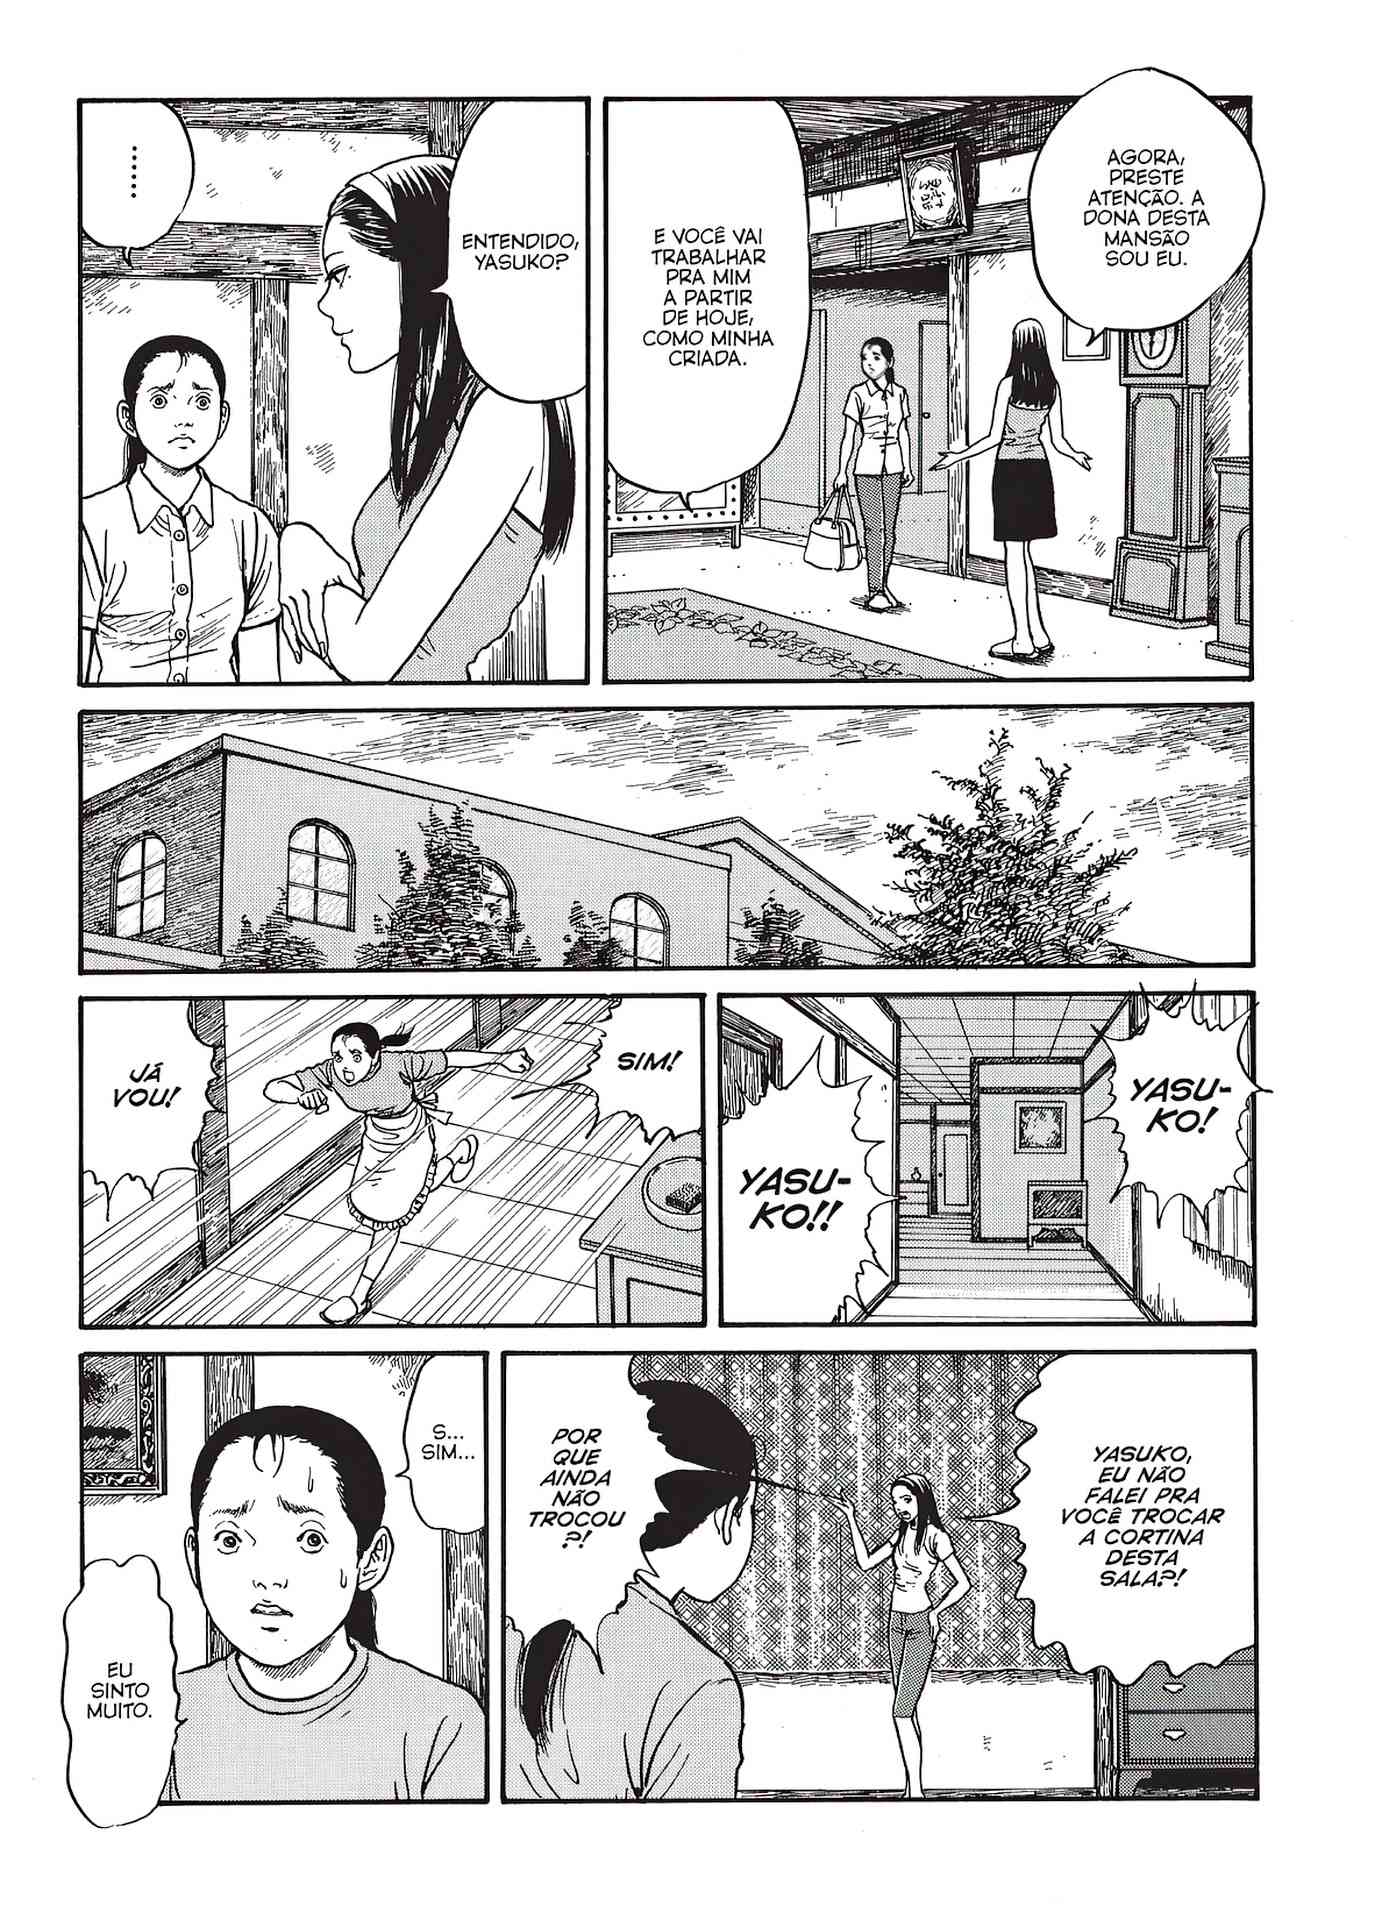 AGORA,
PRESTE
ATENÇÃO. A
DONA DESTA
MANSÃO
SOU EU.
E VOCÊ VAI
TRABALHAR
PRA MIM
A PARTIR
DE HOJE,
COMO MINHA
CRIADA.
ENTENDIDO,
YASUKO?
......
YASU-
KO!
YASU-
KO!!
SIM!
JÁ
VOU!
YASUKO,
EU NÃO
FALEI PRA
VOCÊ TROCAR
A CORTINA
DESTA
SALA?!
POR
QUE
AINDA
NÃO
TROCOU
?!
S...
SIM...
EU
SINTO
MUITO.